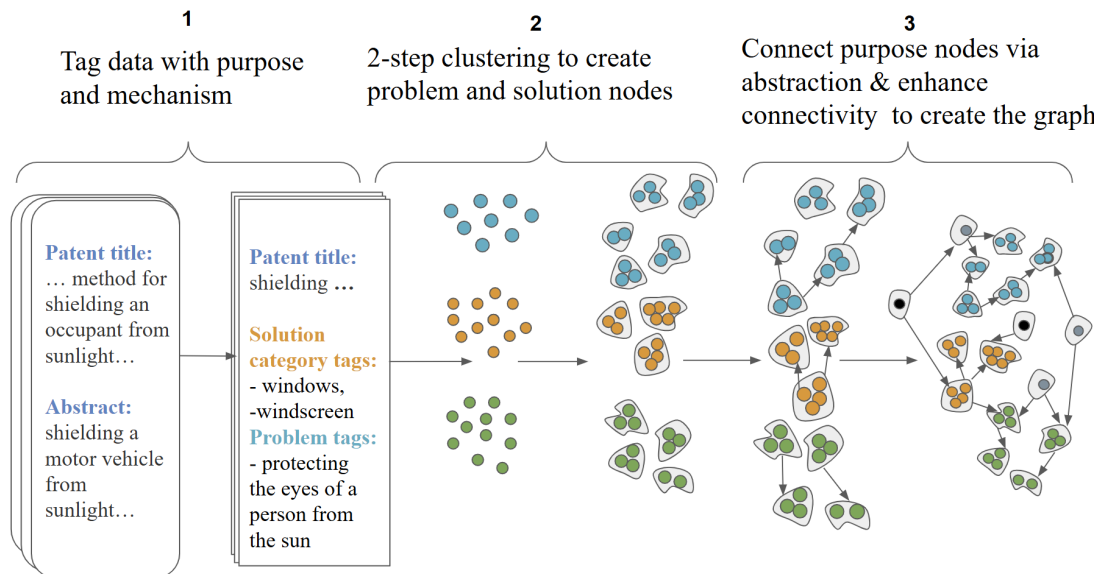 1
Tag data with purpose
and mechanism
2
2-step clustering to create
problem and solution nodes
3
Connect purpose nodes via
abstraction & enhance
connectivity to create the graph
Patent title:
… method for
shielding an
occupant from
sunlight…
Abstract:
shielding a
motor vehicle
from
sunlight…
Patent title:
shielding …
Solution
category tags:
- windows,
-windscreen
Problem tags:
- protecting
the eyes of a
person from
the sun